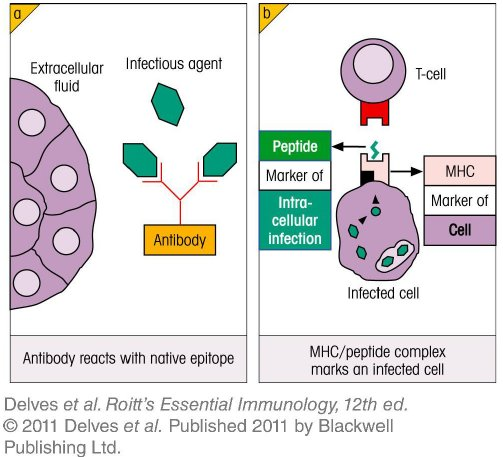 a
Extracellular
fluid
Infectious agent
Antibody
Antibody reacts with native epitope
b
T-cell
Peptide
Marker of
Intra-
cellular
infection
MHC
Marker of
Cell
Infected cell
MHC/peptide complex
marks an infected cell
Delves et al. Roitt's Essential Immunology, 12th ed.
© 2011 Delves et al. Published 2011 by Blackwell
Publishing Ltd.